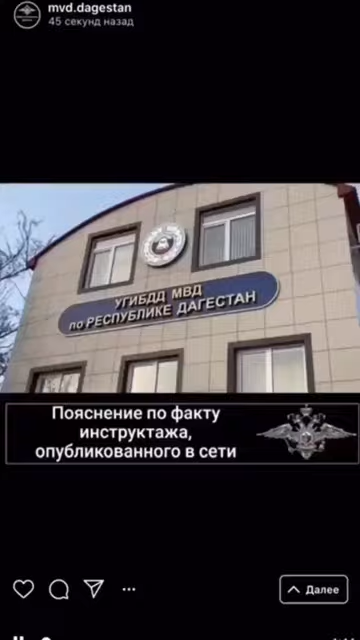 mvd.dagestan
45 секунд назад
УГИБДД МВД
по РЕСПУБЛИКЕ ДАГЕСТАН
Пояснение по факту
инструктажа,
опубликованного в сети
Далее